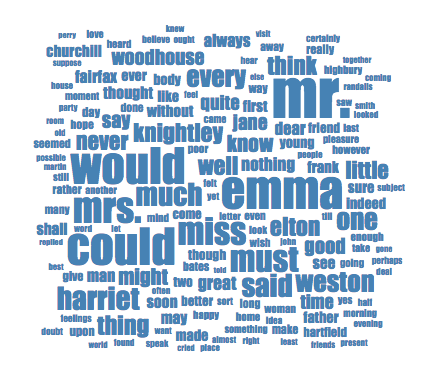 knew
perry love
believe ought always visit certainly
churchill heard away really
suppose woodhouse hear think highbury together
fairfax ever body every else mr coming
house way randalls
moment thought like feel saw smith
party day done without quite first looked
room hope say came jane dear friend last
old knightley
seemed never poor know young pleasure
possible people however
martin would well nothing frank little
still felt emma
rather another much yet sure subject
many mrs. mind come letter even till indeed
shall word let miss look elton one
replied could wish john good enough
though must take gone
best bates told see going perhaps
give man might two great said weston deal
often
harriet soon better sort long time yes half
feelings may happy woman father morning
doubt upon thing want made home idea evening
something make hartfield
world found speak almost right least friends present
cried place